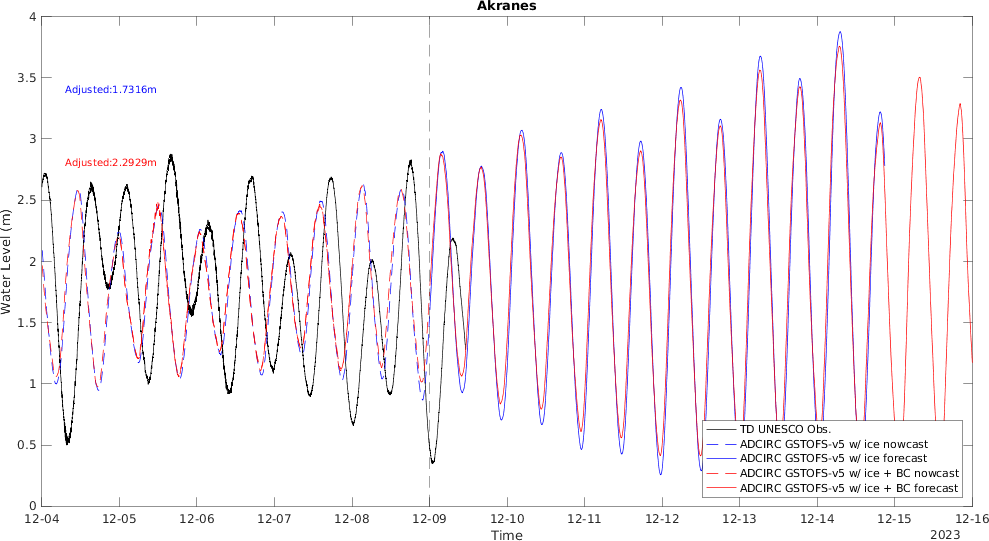 Akranes
4
3.5
3
2.5
2
1.5
1
0.5
0
Water Level (m)
Adjusted:1.7316m
Adjusted:2.2929m
TD UNESCO Obs.
ADCIRC GSTOFS-v5 w/ ice nowcast
ADCIRC GSTOFS-v5 w/ ice forecast
ADCIRC GSTOFS-v5 w/ ice + BC nowcast
ADCIRC GSTOFS-v5 w/ ice + BC forecast
12-04 12-05 12-06 12-07 12-08 12-09 12-10 12-11 12-12 12-13 12-14 12-15 12-16
Time
2023